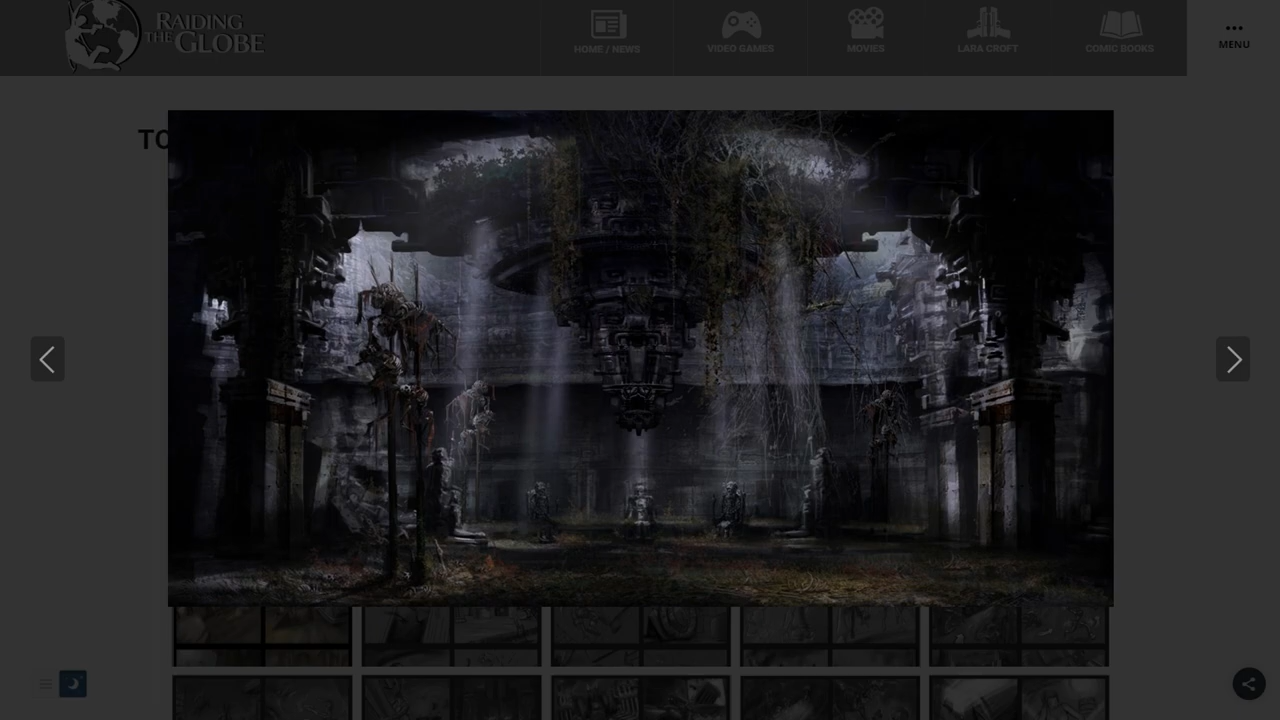 RAIDING
THE GLOBE
HOME / NEWS
VIDEO GAMES
MOVIES
LARA CROFT
COMIC BOOKS
MENU
TO